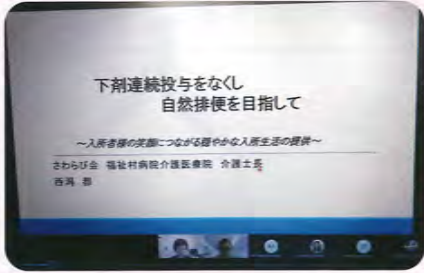 下剤連続投与をなくし
自然排便を目指して
～入所者様の笑顔につながる穏やかな入所生活の提供～
さわらび会 福祉村病院介護医療院 介護士長